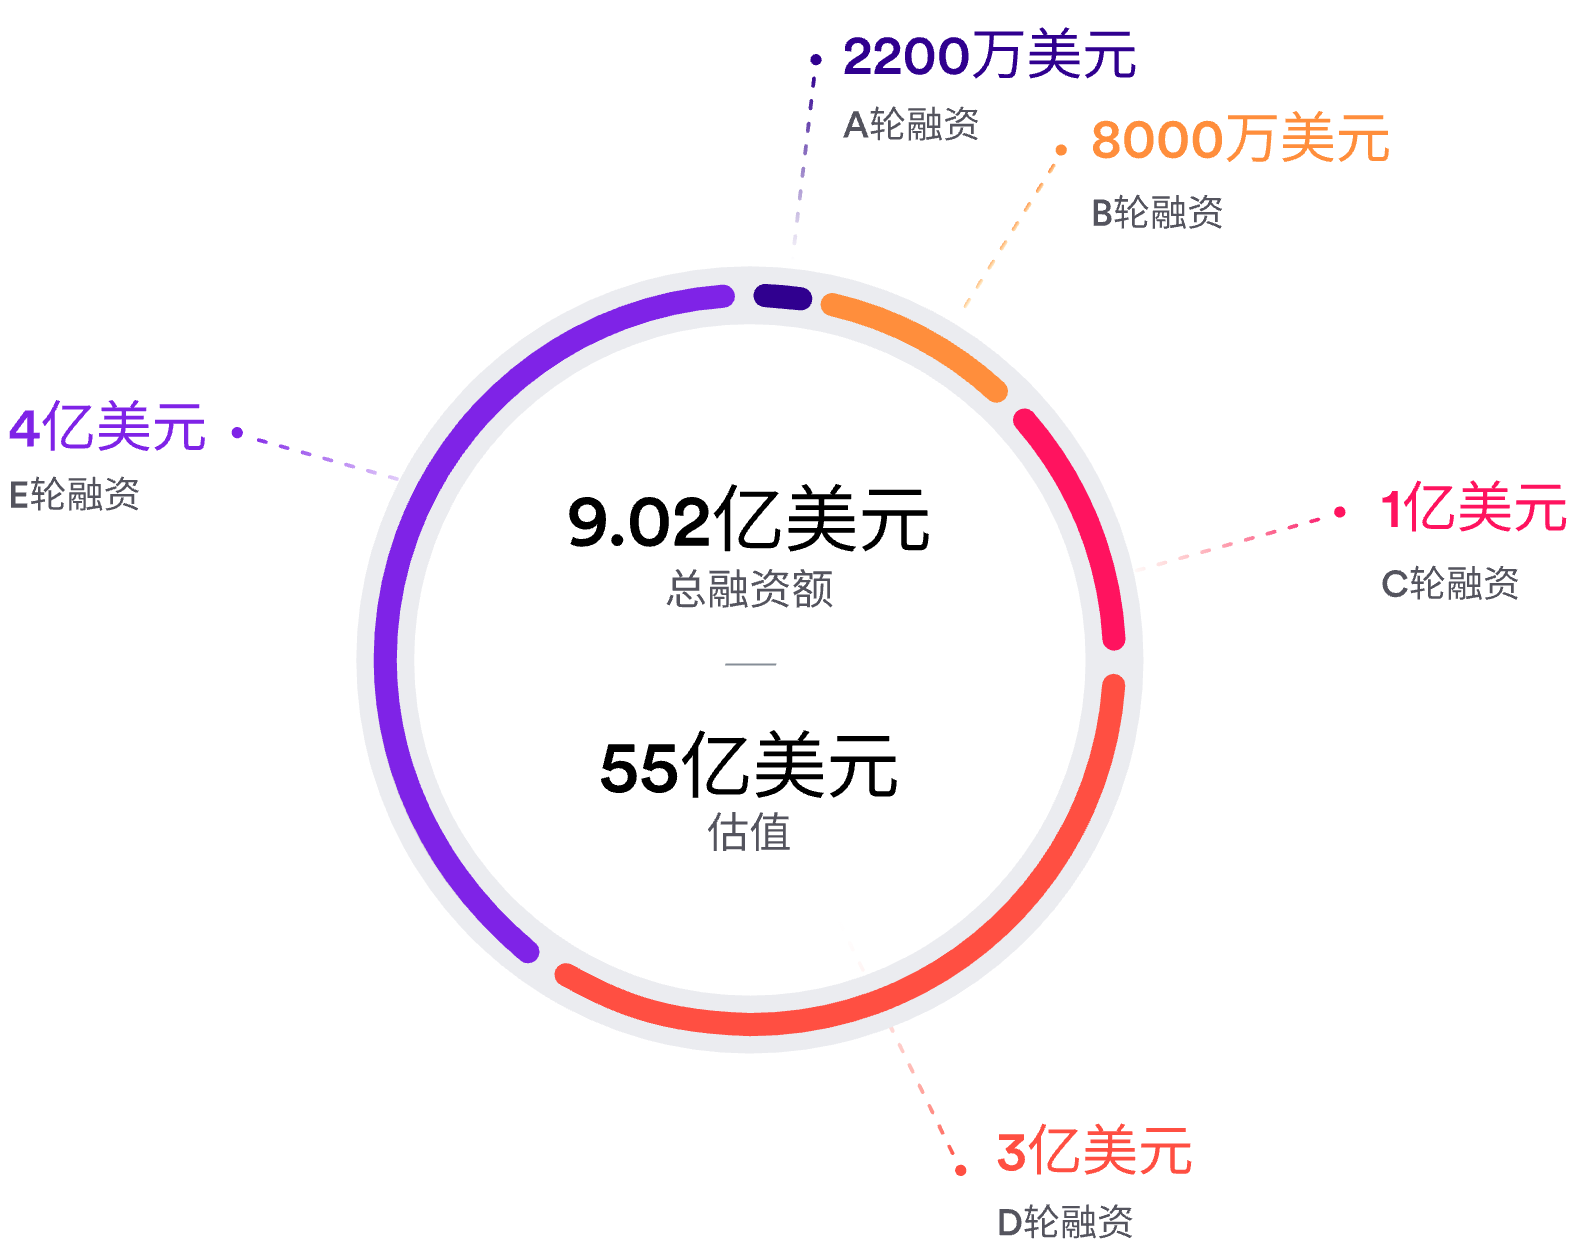 2200万美元
A轮融资
8000万美元
B轮融资
4亿美元
E轮融资
9.02亿美元
总融资额
55亿美元
估值
1亿美元
C轮融资
3亿美元
D轮融资